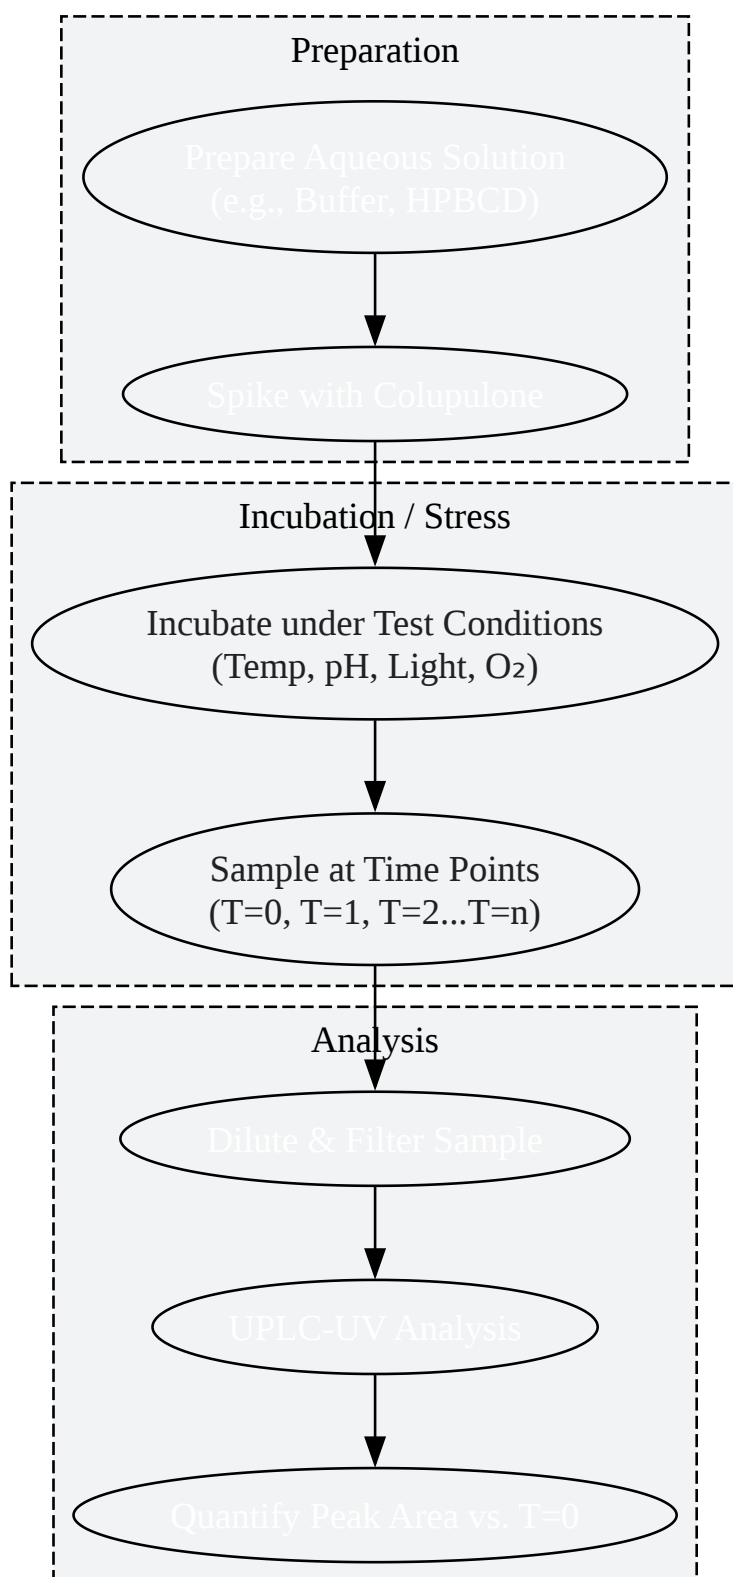 Preparation
Prepare Aqueous Solution
(e.g., Buffer, HPBCD)
Spike with Colupulone
Incubation / Stress
Incubate under Test Conditions
(Temp, pH, Light, O₂)
Sample at Time Points
(T=0, T=1, T=2...T=n)
Analysis
Dilute & Filter Sample
UPLC-UV Analysis
Quantify Peak Area vs. T=0